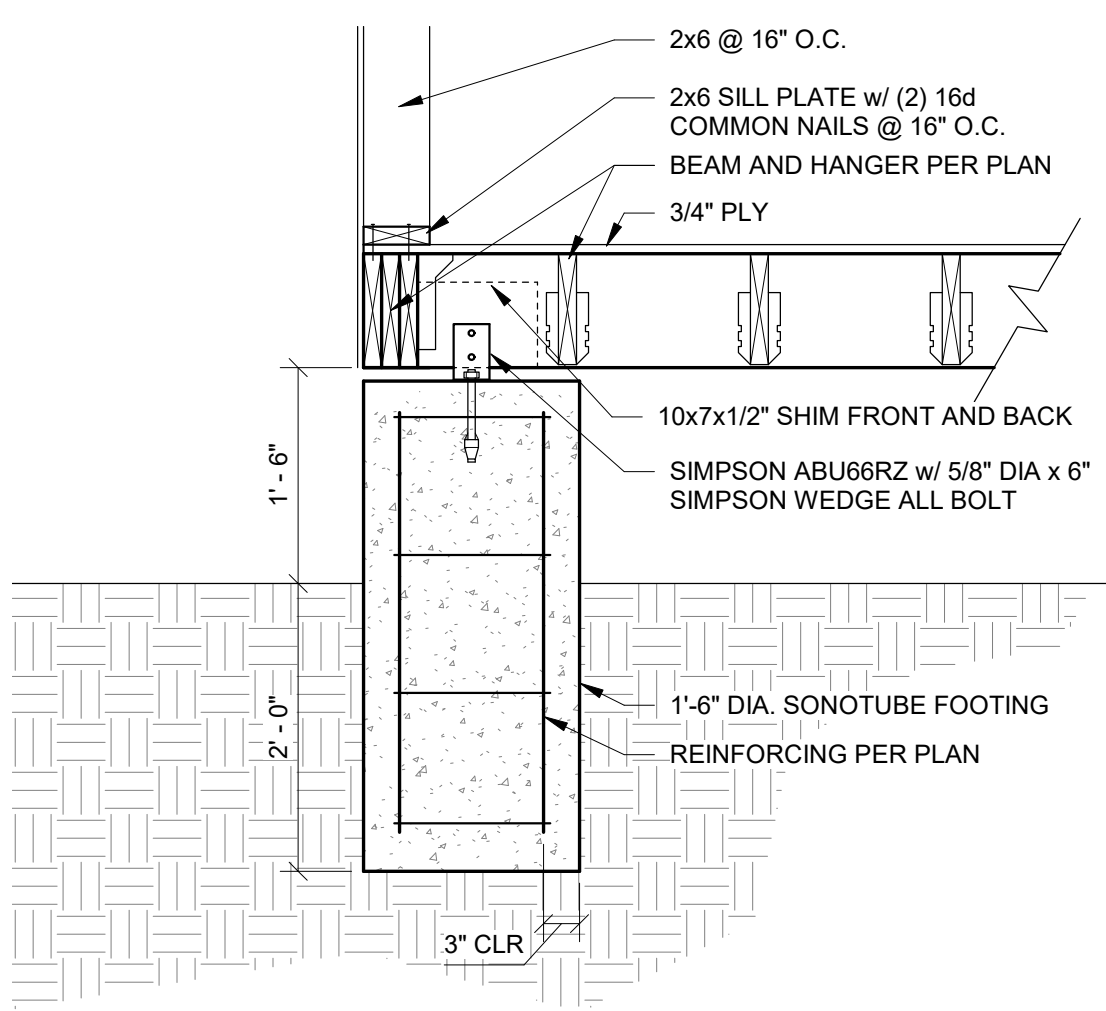 2x6 @ 16" O.C.
2x6 SILL PLATE w/ (2) 16d
COMMON NAILS @ 16" O.C.
BEAM AND HANGER PER PLAN
3/4" PLY
10x7x1/2" SHIM FRONT AND BACK
1' - 6"
SIMPSON ABU66RZ w/ 5/8" DIA x 6"
SIMPSON WEDGE ALL BOLT
1'-6" DIA. SONOTUBE FOOTING
2' - 0"
REINFORCING PER PLAN
3" CLR